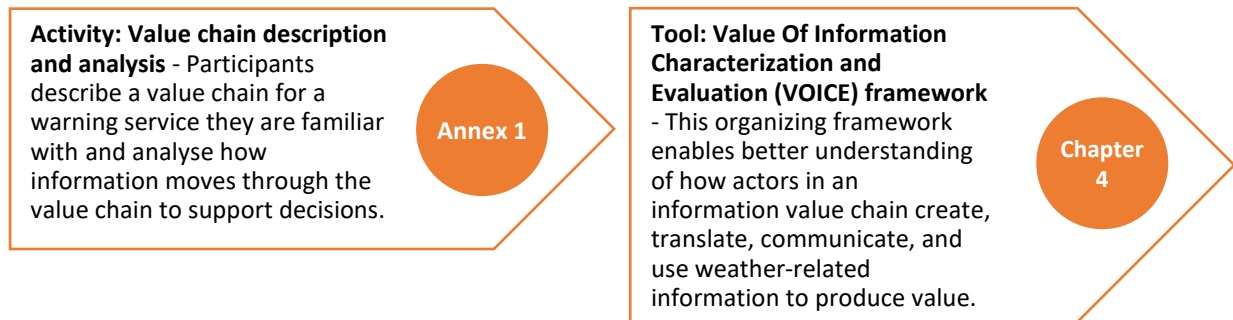 Activity: Value chain description
and analysis - Participants
describe a value chain for a
warning service they are familiar
with and analyse how
information moves through the
value chain to support decisions.
Annex 1
Tool: Value Of Information
Characterization and
Evaluation (VOICE) framework
- This organizing framework
enables better understanding
of how actors in an
information value chain create,
translate, communicate, and
use weather-related
information to produce value.
Chapter
4